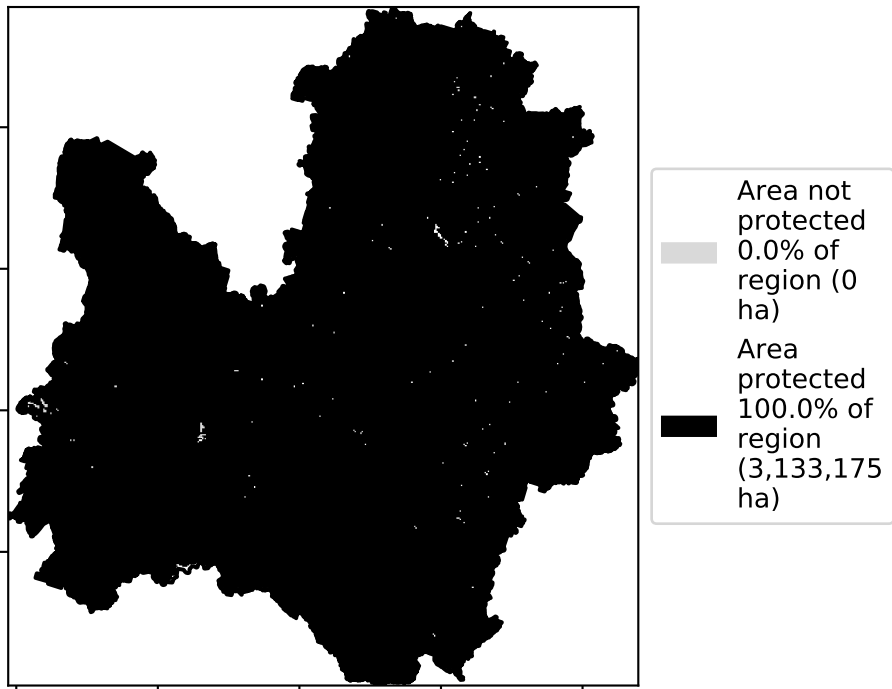 Area not
protected
0.0% of
region (0
ha)
Area
protected
100.0% of
region
(3,133,175
ha)